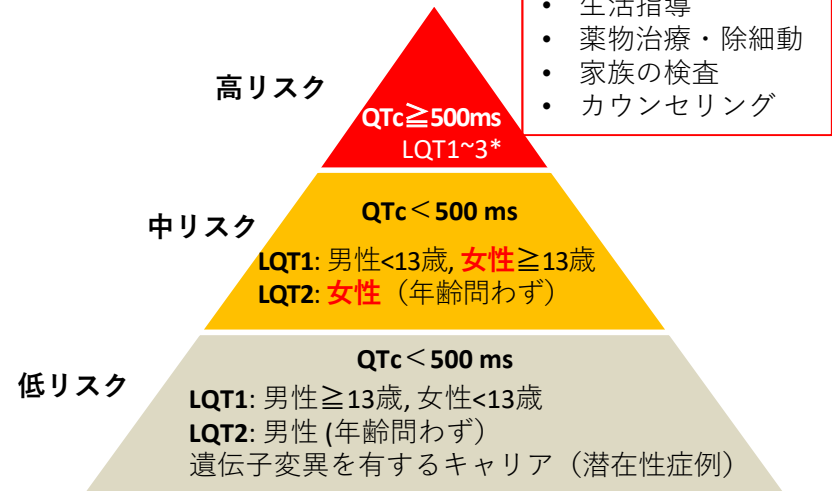 • 生活指導
• 薬物治療・除細動
• 家族の検査
• カウンセリング
高リスク
QTc≧500ms
LQT1~3*
中リスク
QTc＜500 ms
LQT1: 男性<13歳, 女性≧13歳
LQT2: 女性（年齢問わず）
低リスク
QTc＜500 ms
LQT1: 男性≧13歳, 女性<13歳
LQT2: 男性 (年齢問わず）
遺伝子変異を有するキャリア（潜在性症例）